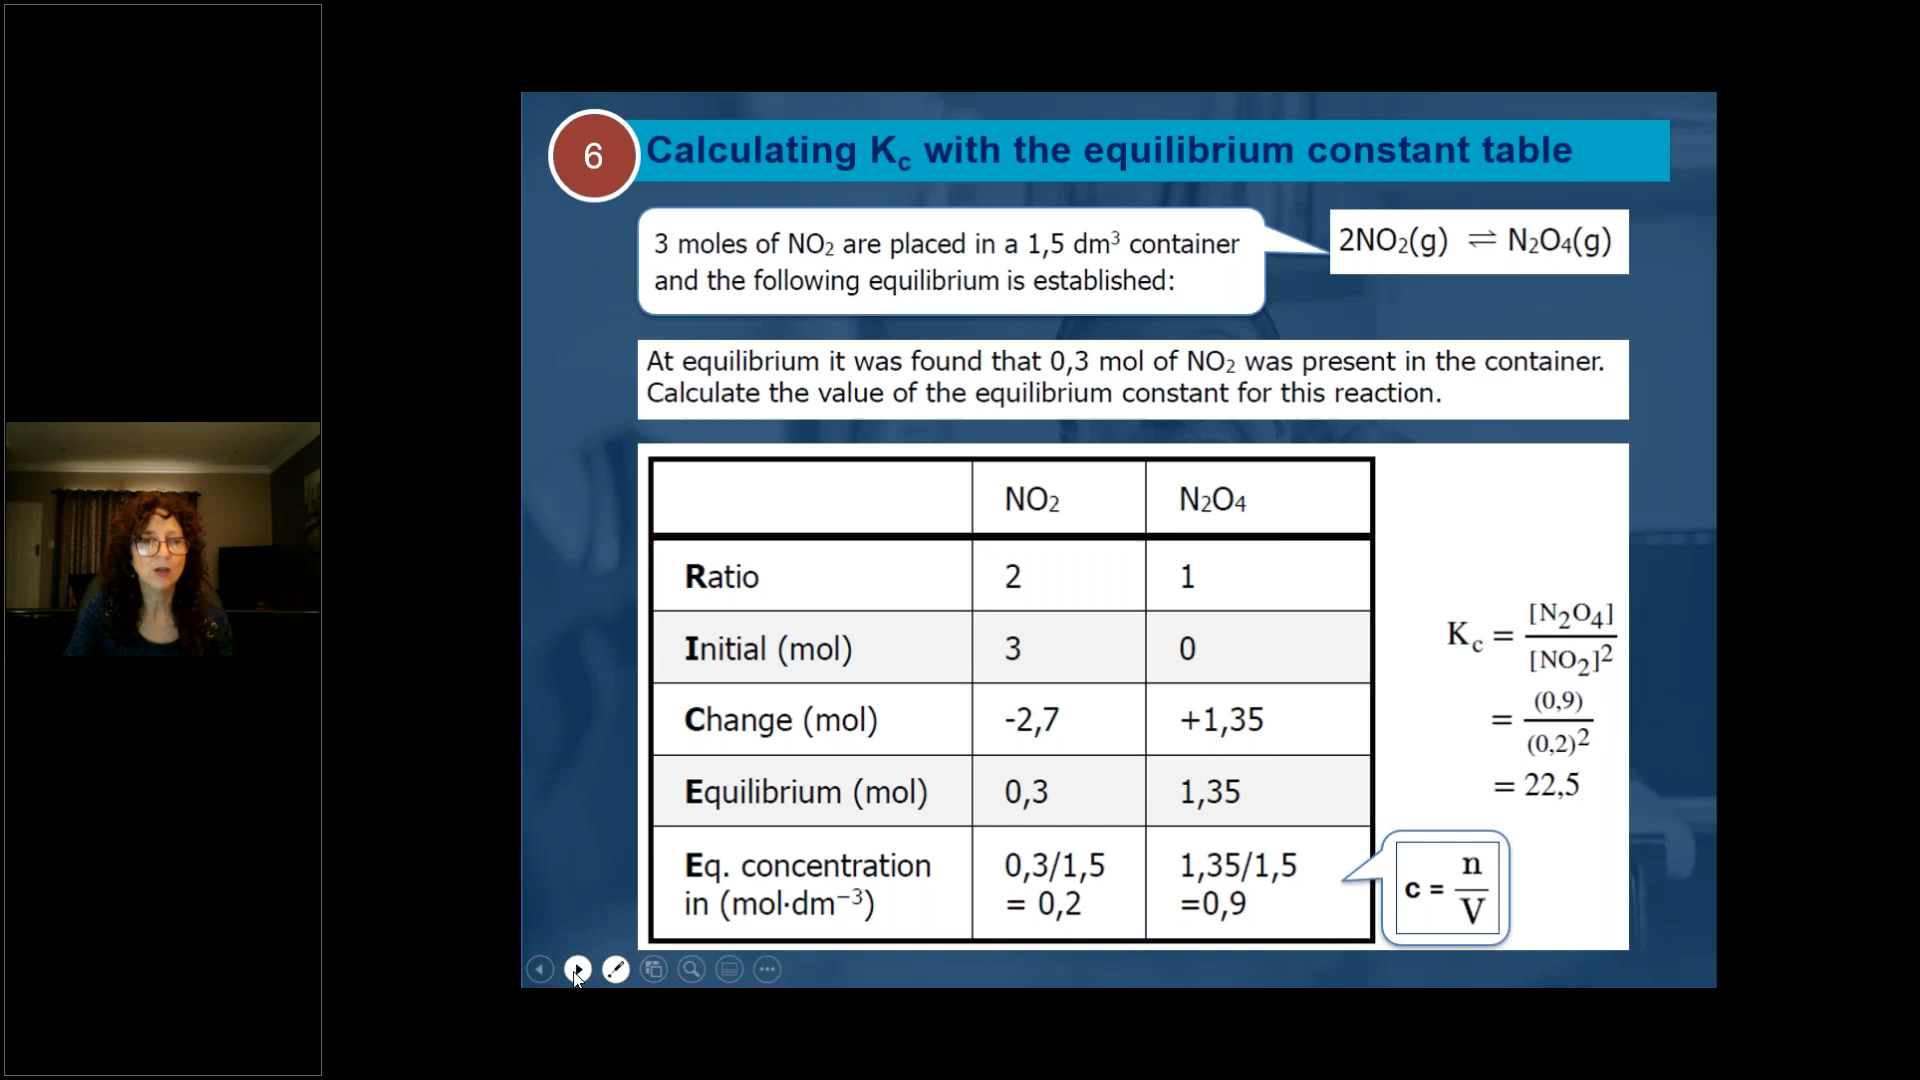 6
Calculating Kc with the equilibrium constant table
3 moles of NO₂ are placed in a 1,5 dm³ container
and the following equilibrium is established:
2NO₂(g) ⇌ N₂O₄(g)
At equilibrium it was found that 0,3 mol of NO₂ was present in the container.
Calculate the value of the equilibrium constant for this reaction.
NO₂ N₂O₄
Ratio 2 1
Initial (mol) 3 0
Change (mol) -2,7 +1,35
Equilibrium (mol) 0,3 1,35
Eq. concentration 0,3/1,5 1,35/1,5
in (mol·dm⁻³) = 0,2 =0,9
Kc = [N₂O₄] / [NO₂]²
= (0,9) / (0,2)²
= 22,5
c = n / V